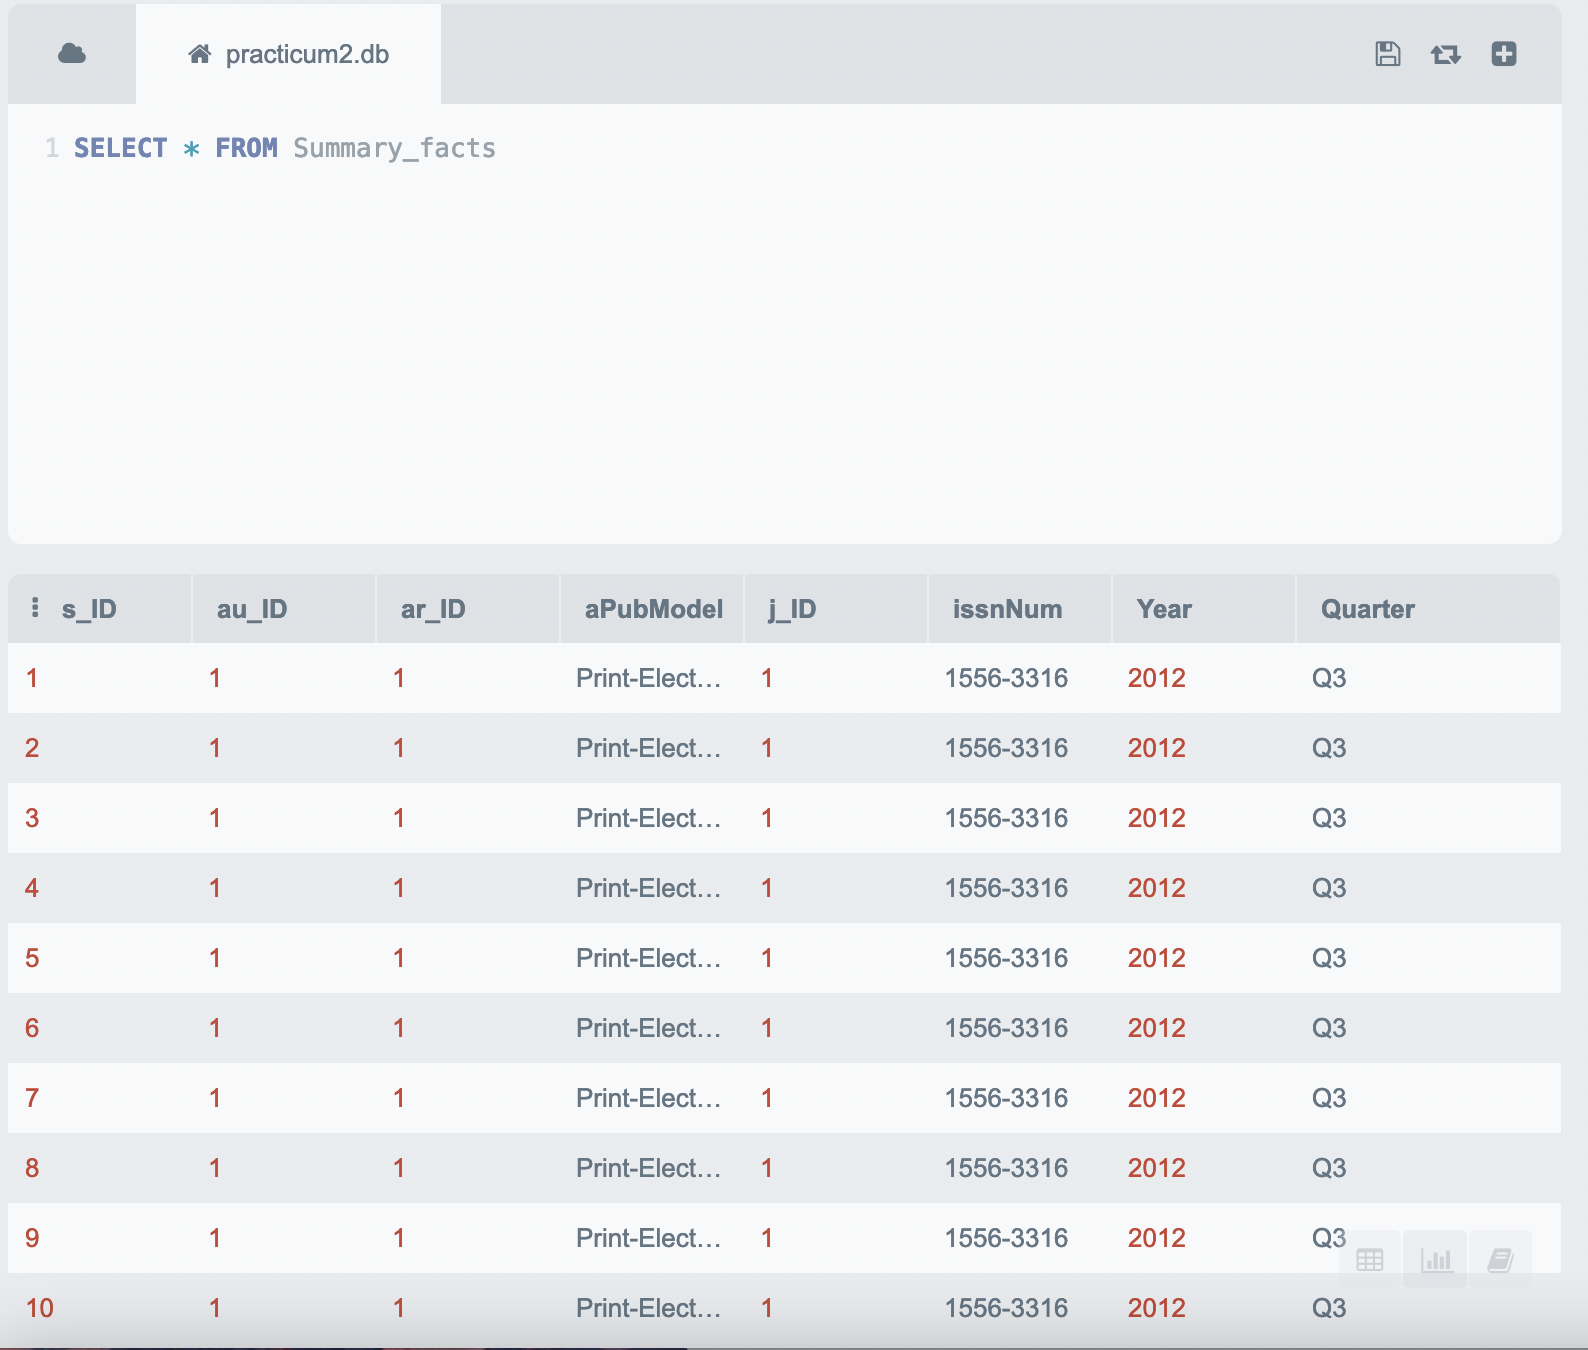 practicum2.db
1 SELECT * FROM Summary_facts
s_ID au_ID ar_ID aPubModel j_ID issnNum Year Quarter
1 1 1 Print-Elect... 1 1556-3316 2012 Q3
2 1 1 Print-Elect... 1 1556-3316 2012 Q3
3 1 1 Print-Elect... 1 1556-3316 2012 Q3
4 1 1 Print-Elect... 1 1556-3316 2012 Q3
5 1 1 Print-Elect... 1 1556-3316 2012 Q3
6 1 1 Print-Elect... 1 1556-3316 2012 Q3
7 1 1 Print-Elect... 1 1556-3316 2012 Q3
8 1 1 Print-Elect... 1 1556-3316 2012 Q3
9 1 1 Print-Elect... 1 1556-3316 2012 Q3
10 1 1 Print-Elect... 1 1556-3316 2012 Q3